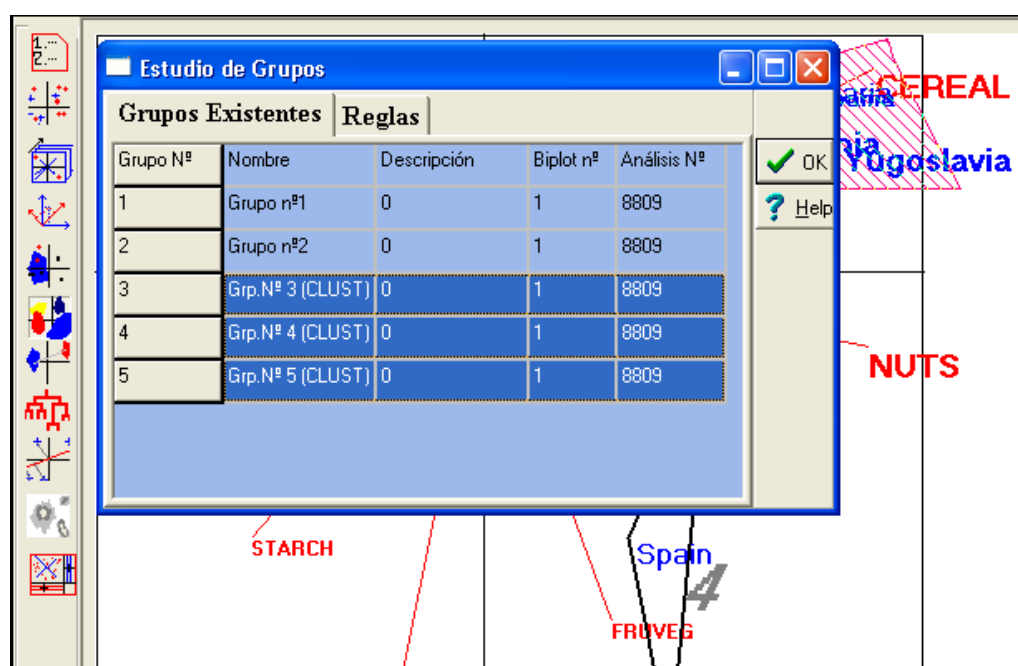 1.--
2.--
Estudio de Grupos
Grupos Existentes Reglas
Grupo Nº Nombre Descripción Biplot nº Análisis Nº
1 Grupo nº1 0 1 8809
2 Grupo nº2 0 1 8809
3 Grp.Nº 3 (CLUST) 0 1 8809
4 Grp.Nº 4 (CLUST) 0 1 8809
5 Grp.Nº 5 (CLUST) 0 1 8809
OK
Help
CEREAL
Yugoslavia
NUTS
STARCH
Spain
4
FRUVEG